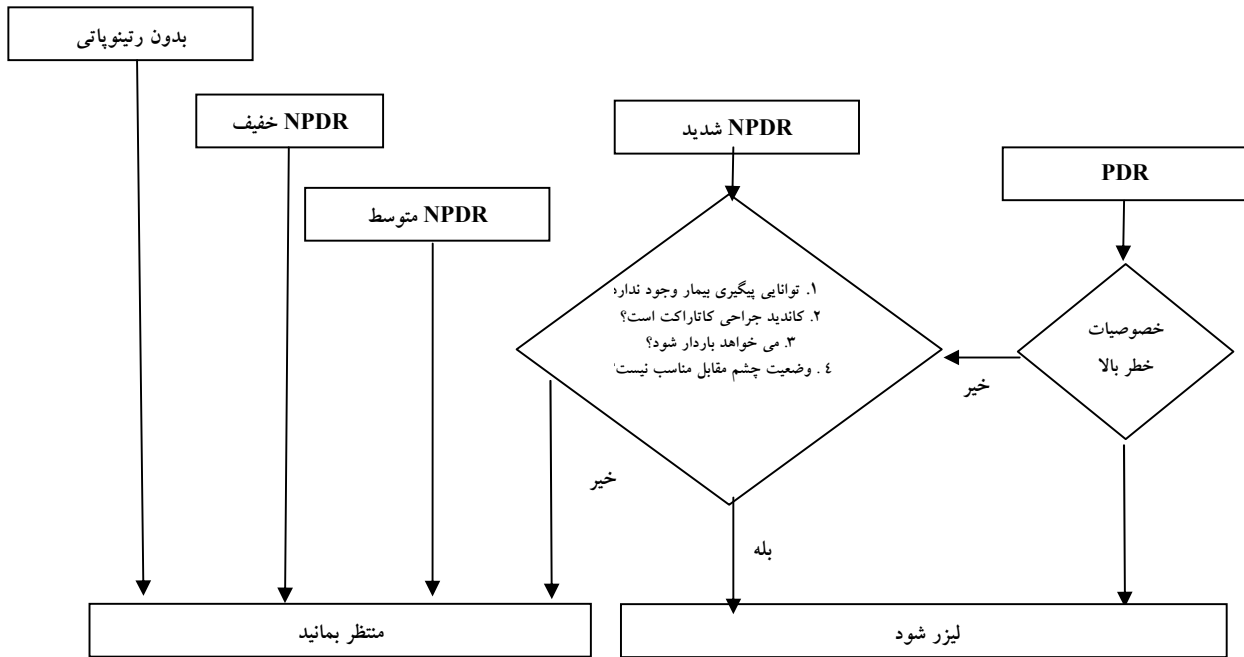 بدون رتینوپاتی
NPDR خفیف
NPDR شدید
PDR
NPDR متوسط
۱. توانایی پیگیری بیمار وجود ندارد
۲. کاندید جراحی کاتاراکت است؟
۳. می خواهد باردار شود؟
٤ . وضعیت چشم مقابل مناسب نیست؟
خصوصیات
خطر بالا
خیر
خیر
بله
منتظر بمانید
لیزر شود